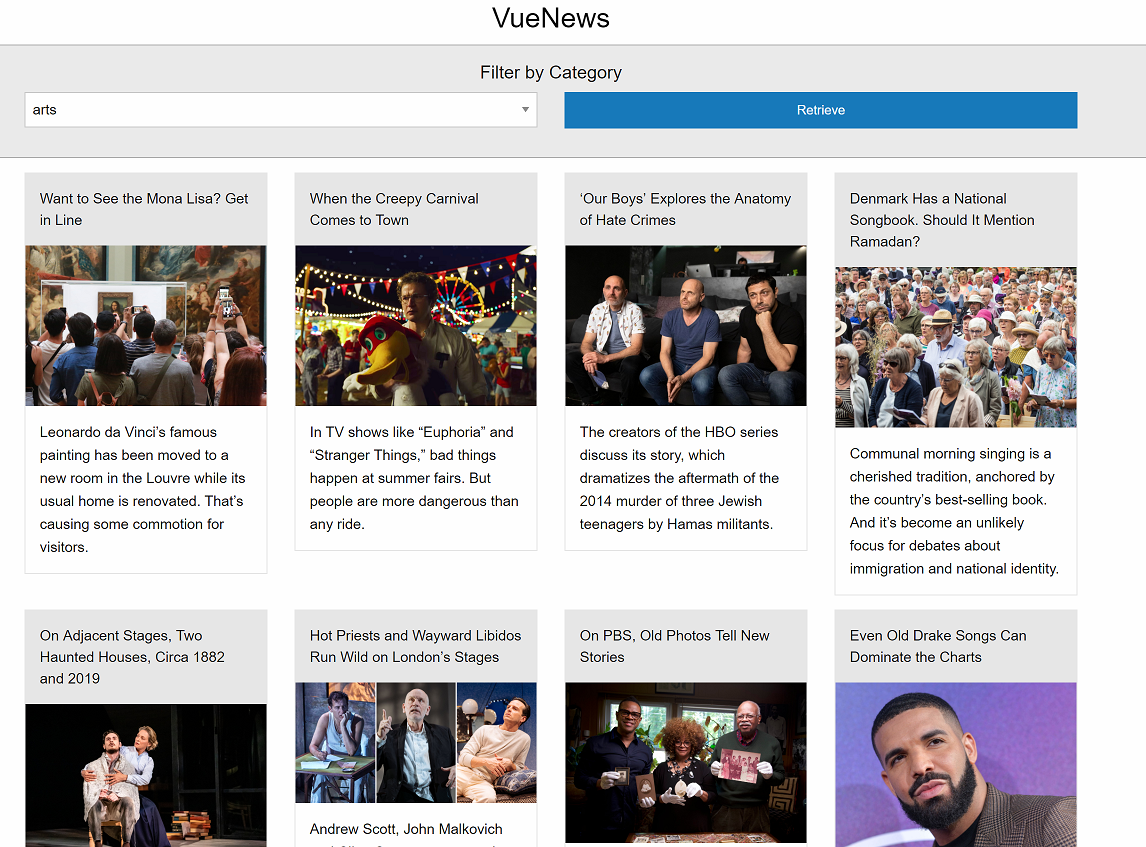 VueNews
Filter by Category
arts
Retrieve
Want to See the Mona Lisa? Get
in Line
Leonardo da Vinci’s famous
painting has been moved to a
new room in the Louvre while its
usual home is renovated. That’s
causing some commotion for
visitors.
When the Creepy Carnival
Comes to Town
In TV shows like “Euphoria” and
“Stranger Things,” bad things
happen at summer fairs. But
people are more dangerous than
any ride.
‘Our Boys’ Explores the Anatomy
of Hate Crimes
The creators of the HBO series
discuss its story, which
dramatizes the aftermath of the
2014 murder of three Jewish
teenagers by Hamas militants.
Denmark Has a National
Songbook. Should It Mention
Ramadan?
Communal morning singing is a
cherished tradition, anchored by
the country’s best-selling book.
And it’s become an unlikely
focus for debates about
immigration and national identity.
On Adjacent Stages, Two
Haunted Houses, Circa 1882
and 2019
Hot Priests and Wayward Libidos
Run Wild on London’s Stages
Andrew Scott, John Malkovich
On PBS, Old Photos Tell New
Stories
Even Old Drake Songs Can
Dominate the Charts